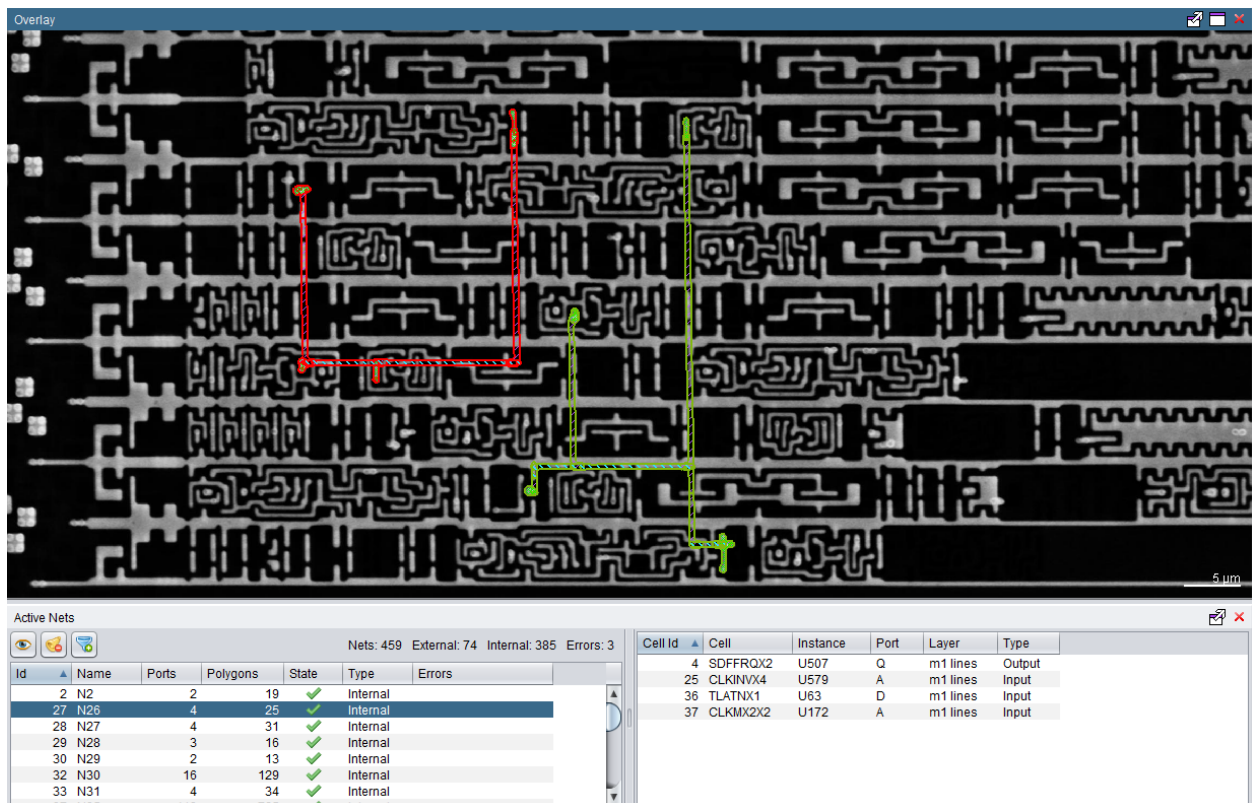 Overlay
5 µm
Active Nets
Nets: 459 External: 74 Internal: 385 Errors: 3
Id Name Ports Polygons State Type Errors
2 N2 2 19 Internal
27 N26 4 25 Internal
28 N27 4 31 Internal
29 N28 3 16 Internal
30 N29 2 13 Internal
32 N30 16 129 Internal
33 N31 4 34 Internal
Cell Id Cell Instance Port Layer Type
4 SDFFRQX2 U507 Q m1 lines Output
25 CLKINVX4 U579 A m1 lines Input
36 TLATNX1 U63 D m1 lines Input
37 CLKMX2X2 U172 A m1 lines Input